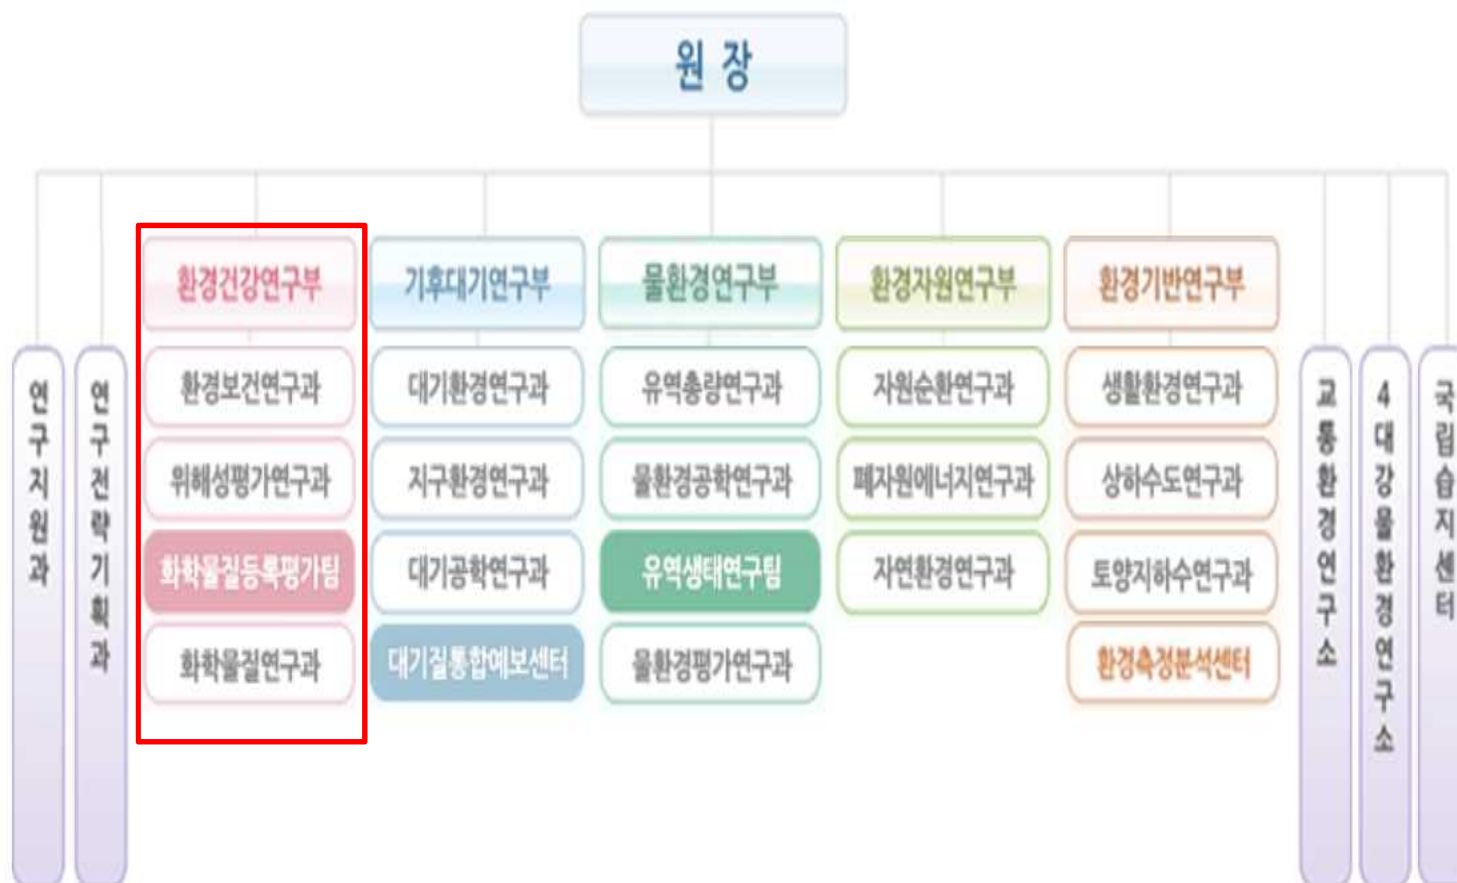 원 장
환경건강연구부
기후대기연구부
물환경연구부
환경자원연구부
환경기반연구부
연구지원과
연구전략기획과
환경보건연구과
위해성평가연구과
화학물질등록평가팀
화학물질연구과
대기환경연구과
지구환경연구과
대기공학연구과
대기질통합예보센터
유역총량연구과
물환경공학연구과
유역생태연구팀
물환경평가연구과
자원순환연구과
폐자원에너지연구과
자연환경연구과
생활환경연구과
상하수도연구과
토양지하수연구과
환경측정분석센터
교통환경연구소
4대강물환경연구소
국립습지센터